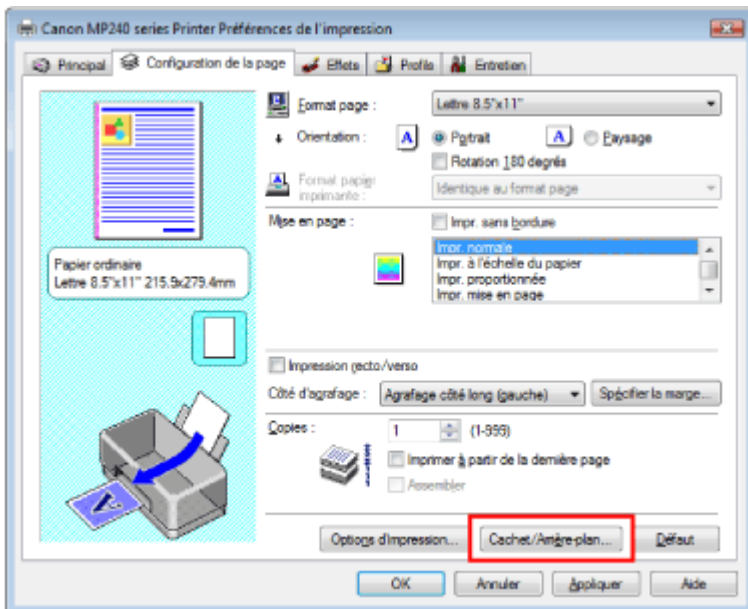 Canon MP240 series Printer Préférences de l'impression
Principal Configuration de la page Effets Profils Entretien
Format page : Lettre 8.5"x11"
Orientation : A Portrait A Paysage
Rotation 180 degrés
Format papier imprimante : Identique au format page
Mise en page : Impr. sans bordure
Impr. normale
Impr. à l'échelle du papier
Impr. proportionnée
Impr. mise en page
Papier ordinaire
Lettre 8.5"x11" 215.9x279.4mm
Impression recto/verso
Côté d'agrafage : Agrafage côté long (gauche) Spécifier la marge...
Copies : 1 (1-999)
Imprimer à partir de la dernière page
Assembler
Options d'impression... Cachet/Arrière-plan... Défaut
OK Annuler Appliquer Aide